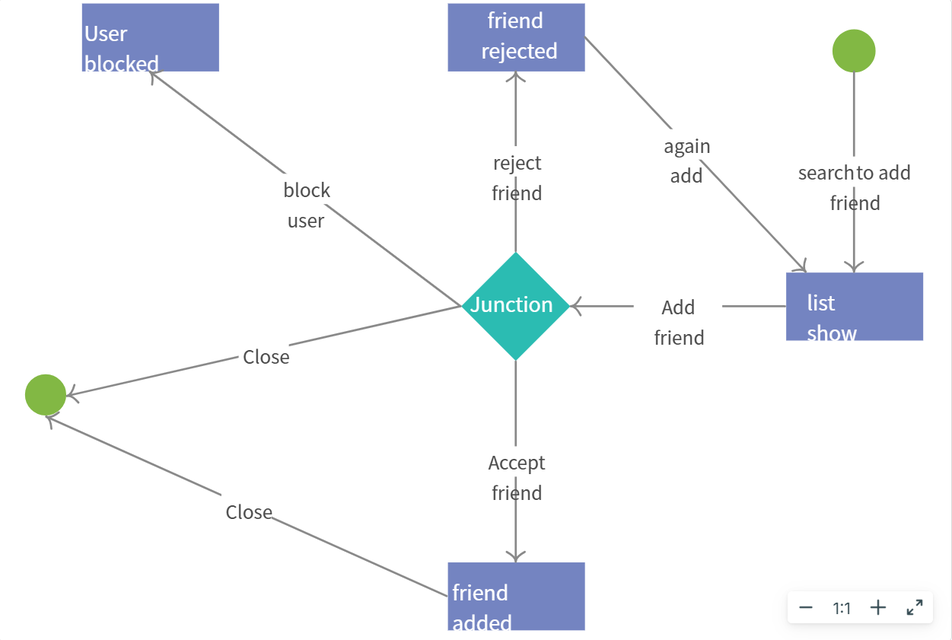 User
blocked
friend
rejected
again
add
search to add
friend
reject
friend
block
user
Junction
Add
friend
list
show
Close
Accept
friend
Close
friend
added
1:1